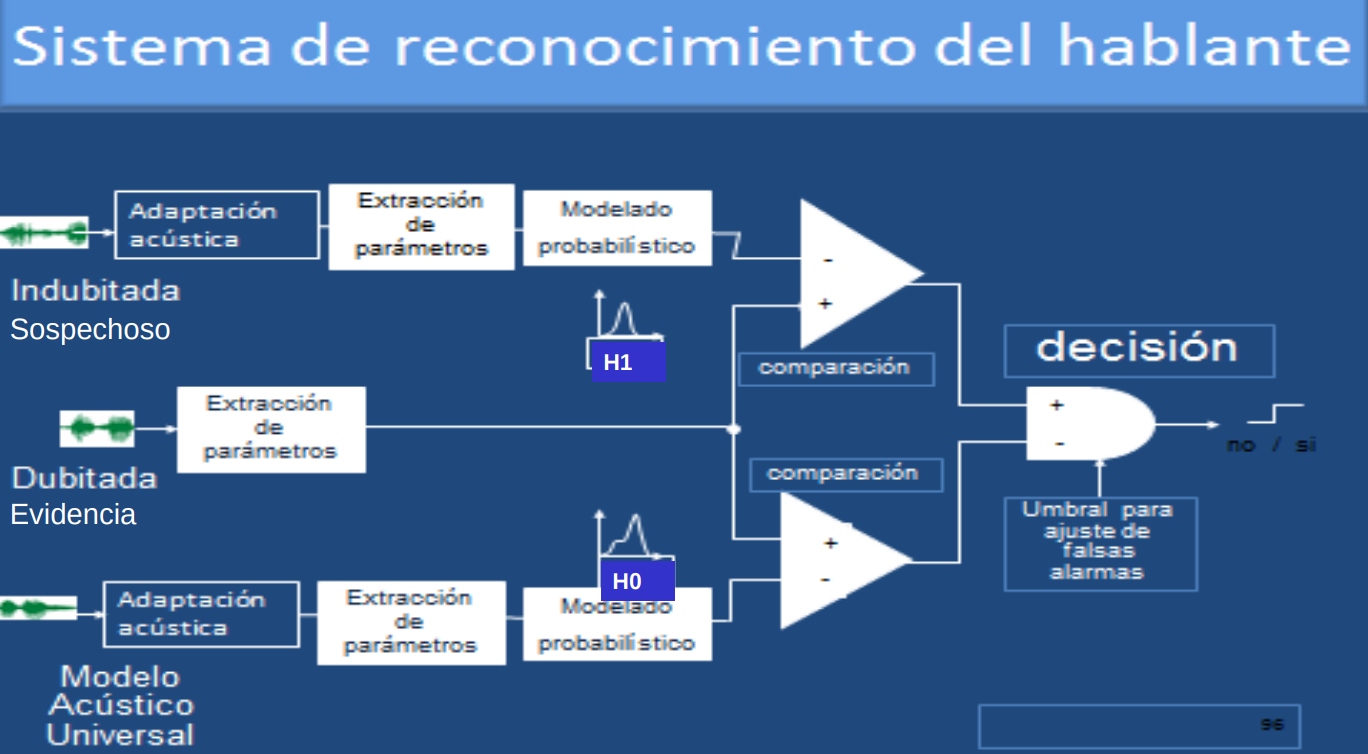 Sistema de reconocimiento del hablante
Adaptación
acústica
Extracción
de
parámetros
Modelado
probabilístico
-
+
Indubitada
Sospechoso
H1
comparación
decisión
Extracción
de
parámetros
+
-
no / si
Dubitada
Evidencia
comparación
Umbral para
ajuste de
falsas
alarmas
H0
+
-
Adaptación
acústica
Extracción
de
parámetros
Modelado
probabilístico
Modelo
Acústico
Universal
96